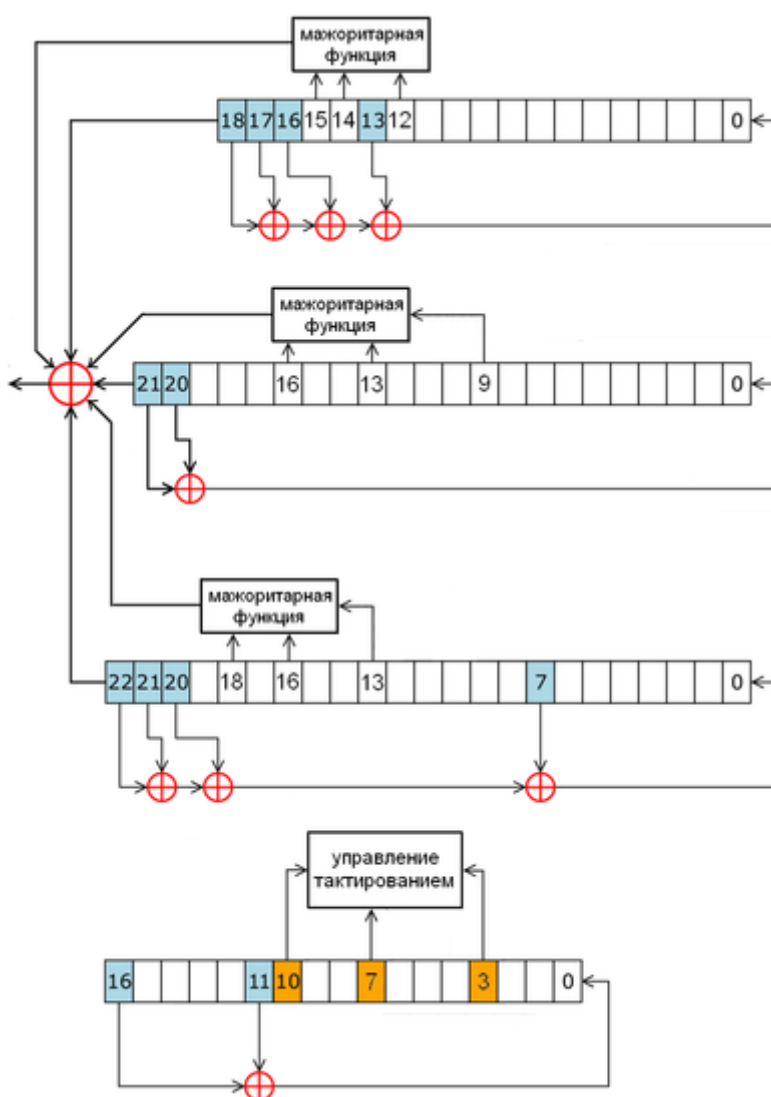 мажоритарная
функция
18 17 16 15 14 13 12 0
мажоритарная
функция
21 20 16 13 9 0
мажоритарная
функция
22 21 20 18 16 13 7 0
управление
тактированием
16 11 10 7 3 0